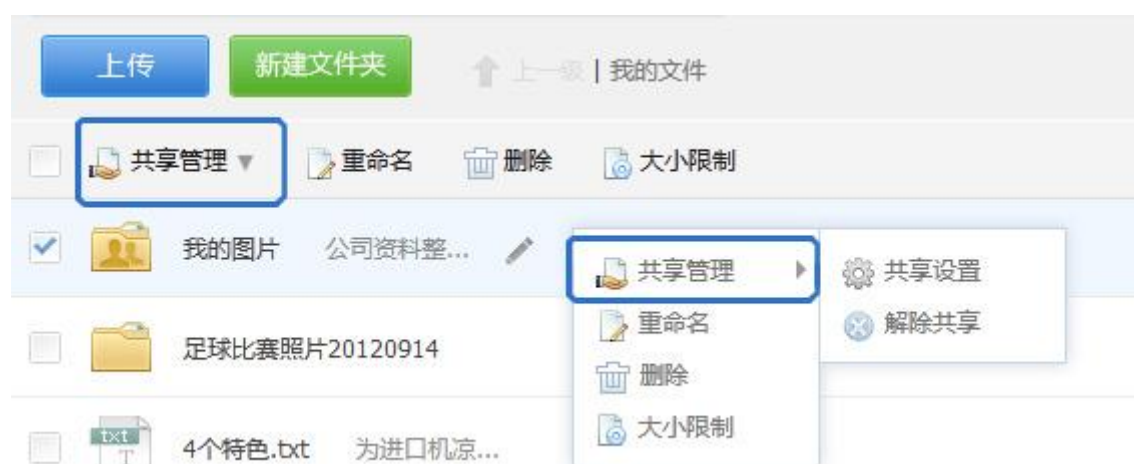 上传 新建文件夹 上一级 | 我的文件
共享管理 重命名 删除 大小限制
我的图片 公司资料整...
共享管理 共享设置
重命名 解除共享
足球比赛照片20120914
删除
txt
4个特色.txt 为进口机凉...
大小限制